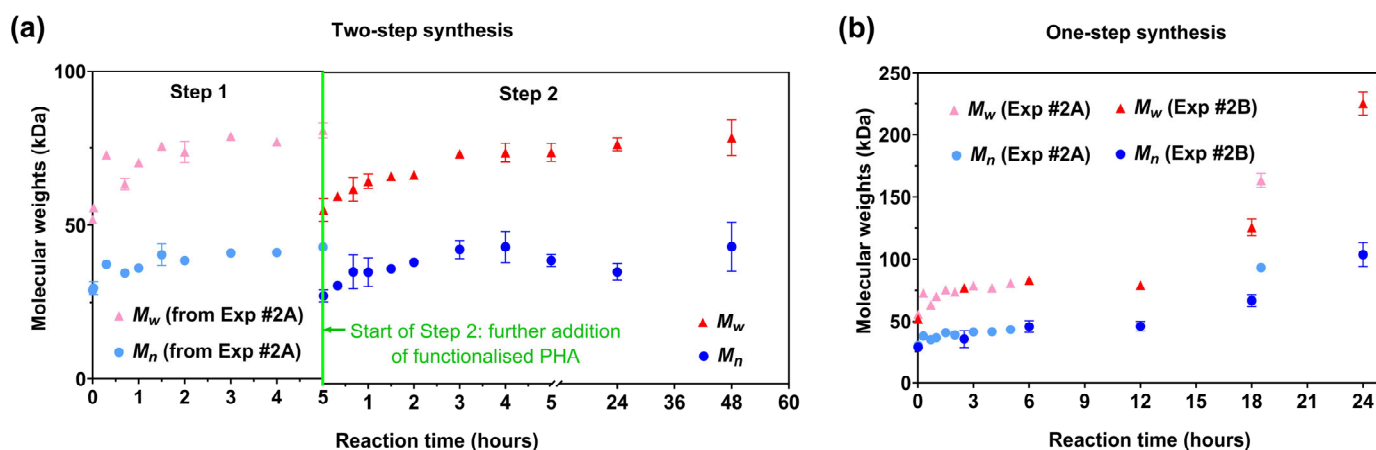 (a)
Two-step synthesis
100
50
0
Molecular weights (kDa)
Step 1
Step 2
Mw (from Exp #2A)
Mn (from Exp #2A)
Start of Step 2: further addition
of functionalised PHA
Mw
Mn
0 1 2 3 4 5 1 2 3 4 5 24 48 60
Reaction time (hours)
(b)
One-step synthesis
250
200
150
100
50
0
Molecular weights (kDa)
Mw (Exp #2A)
Mw (Exp #2B)
Mn (Exp #2A)
Mn (Exp #2B)
0 3 6 9 12 15 18 21 24
Reaction time (hours)